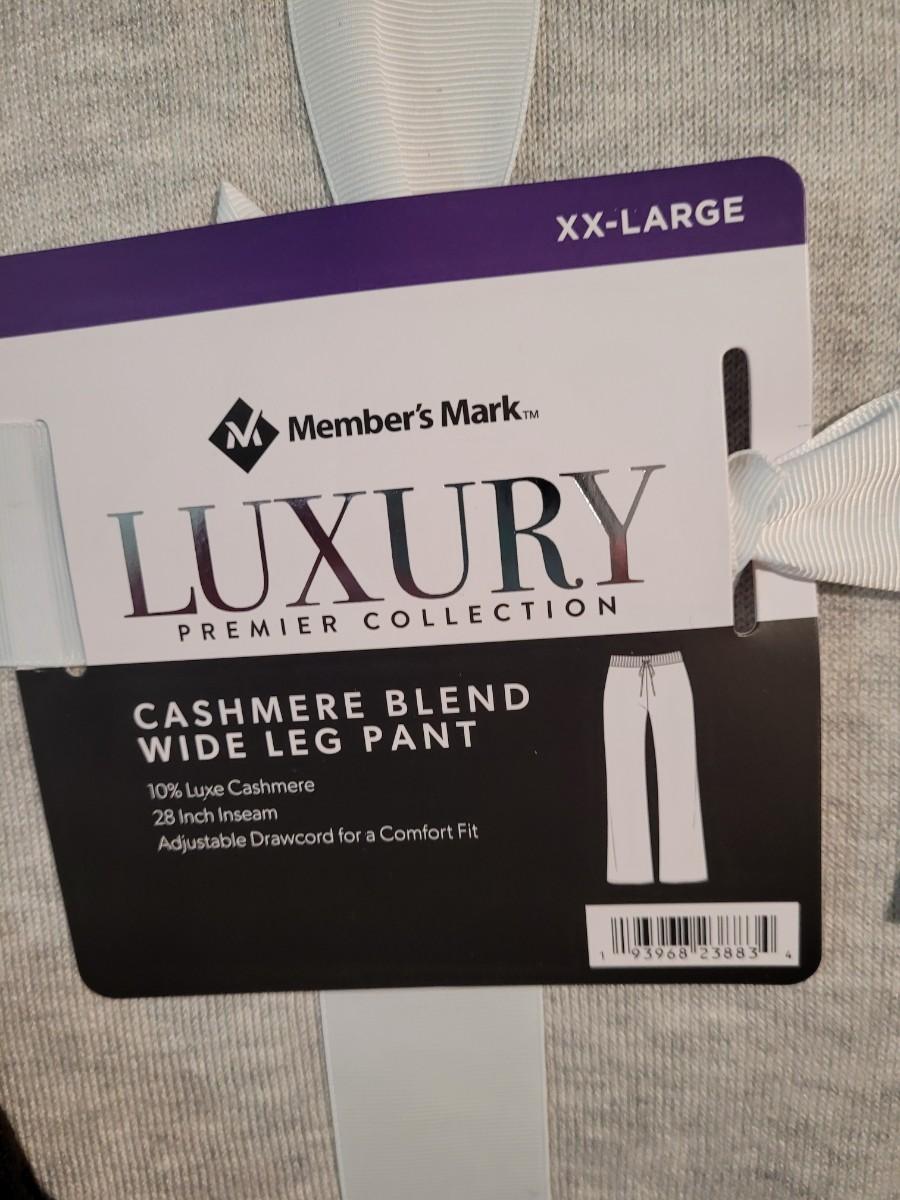 XX-LARGE
Member's Mark™
LUXURY
PREMIER COLLECTION
CASHMERE BLEND
WIDE LEG PANT
10% Luxe Cashmere
28 Inch Inseam
Adjustable Drawcord for a Comfort Fit
1 93968 23883 4